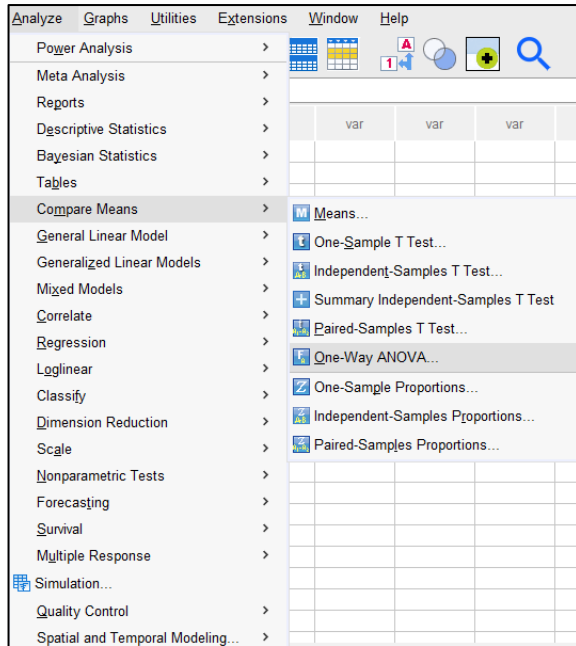 Analyze Graphs Utilities Extensions Window Help
A
1
Power Analysis >
Meta Analysis >
Reports >
Descriptive Statistics >
Bayesian Statistics >
Tables >
Compare Means >
General Linear Model >
Generalized Linear Models >
Mixed Models >
Correlate >
Regression >
Loglinear >
Classify >
Dimension Reduction >
Scale >
Nonparametric Tests >
Forecasting >
Survival >
Multiple Response >
Simulation...
Quality Control >
Spatial and Temporal Modeling... >
var var var
M Means...
t One-Sample T Test...
Independent-Samples T Test...
+ Summary Independent-Samples T Test
Paired-Samples T Test...
F One-Way ANOVA...
Z One-Sample Proportions...
Independent-Samples Proportions...
Paired-Samples Proportions...